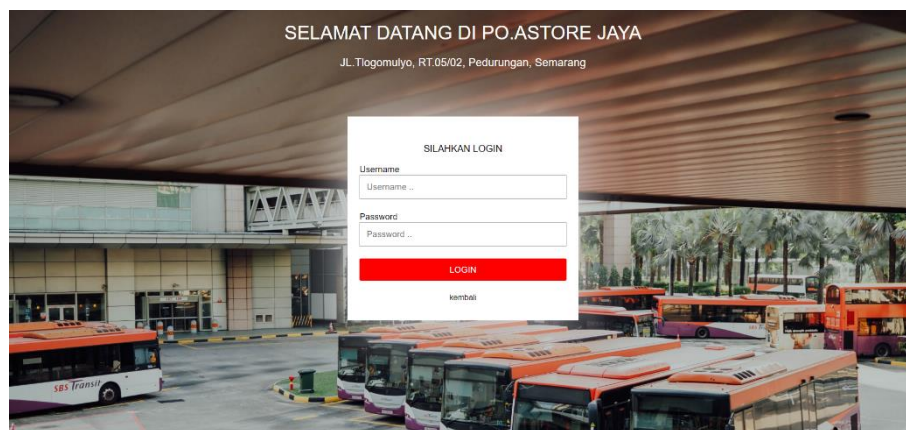 SELAMAT DATANG DI PO.ASTORE JAYA
JL.Tlogomulyo, RT.05/02, Pedurungan, Semarang
SILAHKAN LOGIN
Username
Username ..
Password
Password ..
LOGIN
kembali
SBS Transit